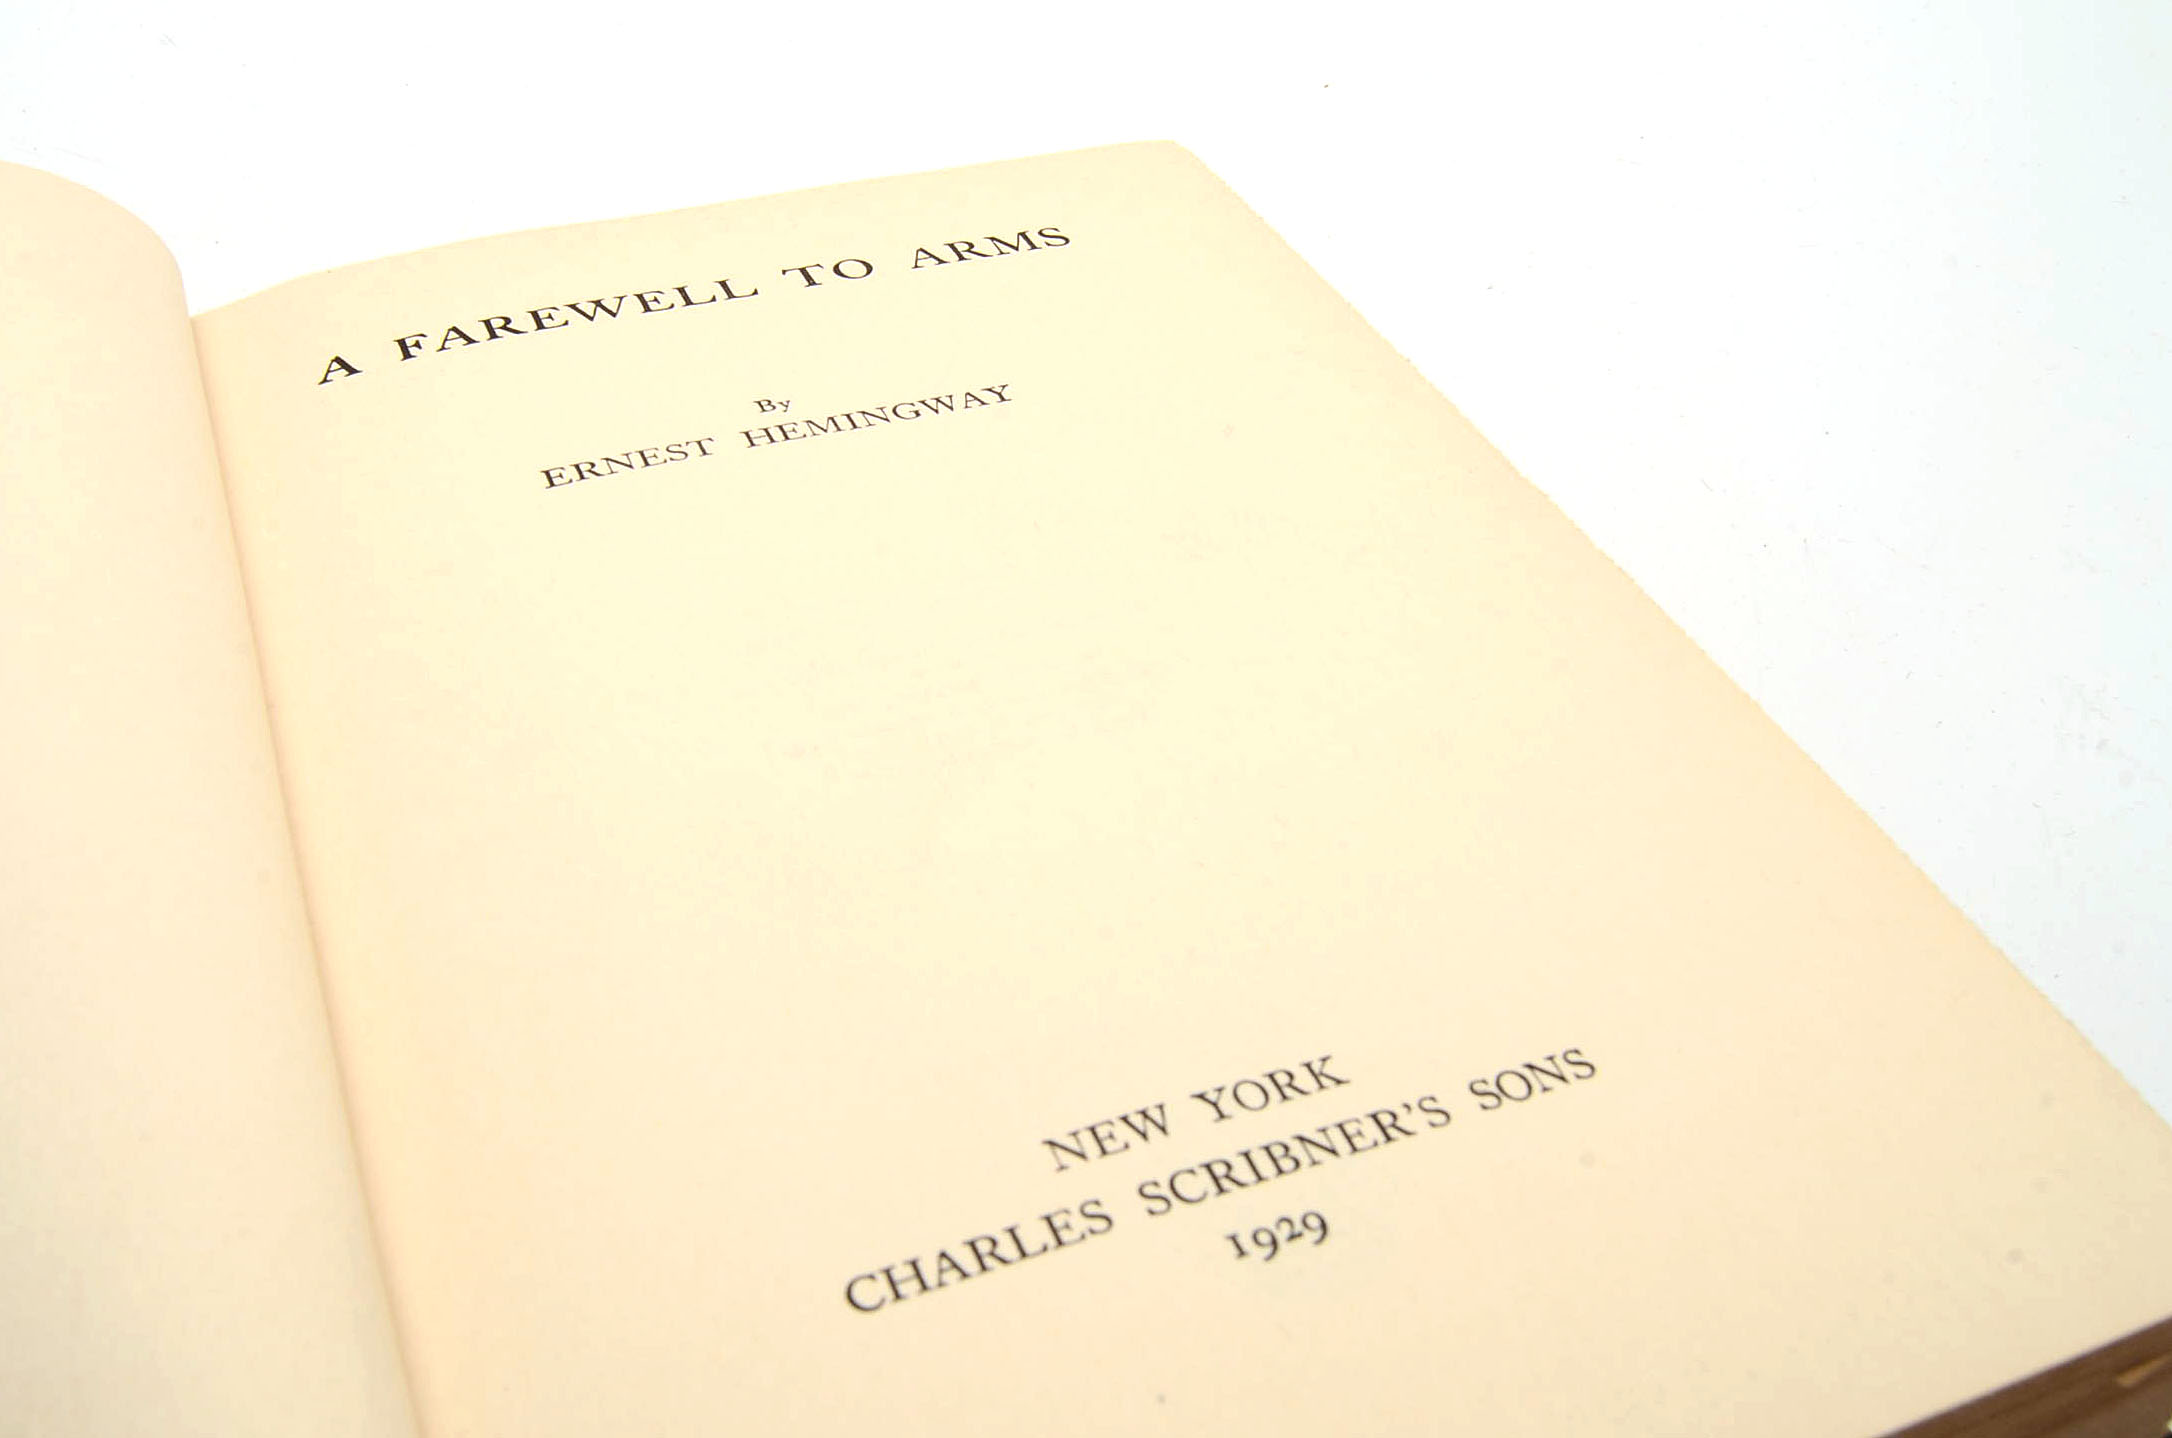 A FAREWELL TO ARMS
By
ERNEST HEMINGWAY
NEW YORK
CHARLES SCRIBNER'S SONS
1929